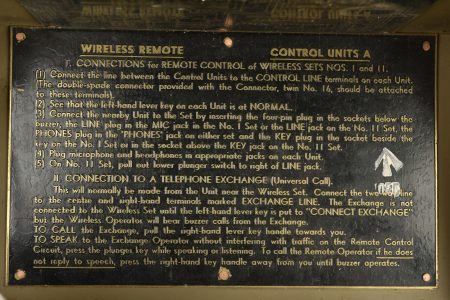 WIRELESS REMOTE CONTROL UNITS A
I. CONNECTIONS for REMOTE CONTROL of WIRELESS SETS NOS. 1 and 11.
(1) Connect the line between the Control Units to the CONTROL LINE terminals on each Unit.
(The double-spade connector provided with the Connector, twin No. 16, should be attached
to these terminals).
(2) See that the left-hand lever key on each Unit is at NORMAL.
(3) Connect the nearby Unit to the Set by inserting the four-pin plug in the sockets below the
buzzer, the LINE plug in the MIC jack in the No. 1 Set or the LINE jack on the No. 11 Set, the
PHONES plug in the "PHONES" jack on either set and the KEY plug in the socket beside the
key on the No. 1 Set or in the socket above the KEY jack on the No. 11 Set.
(4) Plug microphone and headphones in appropriate jacks on each Unit.
(5) On No. 11 Set, pull out lower plunger switch to right of LINE jack.
II. CONNECTION TO A TELEPHONE EXCHANGE (Universal Call).
This will normally be made from the Unit near the Wireless Set. Connect the two line
to the centre and right-hand terminals marked EXCHANGE LINE. The Exchange is not
connected to the Wireless Set until the left-hand lever key is put to "CONNECT EXCHANGE"
but the Wireless Operator will hear buzzer calls from the Exchange.
TO CALL the Exchange, pull the right-hand lever key handle towards you.
TO SPEAK to the Exchange Operator without interfering with traffic on the Remote Control
Circuit, press the plunger key while speaking or listening. To call the Remote Operator if he does
not reply to speech, press the right-hand key handle away from you until buzzer operates.